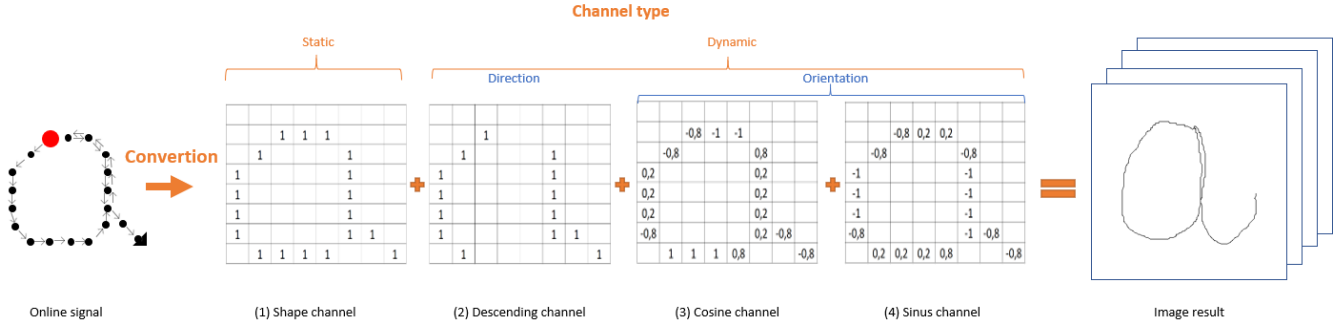 Channel type
Static
Dynamic
Direction
Orientation
Convertion
1 1 1
1 1
1 1
1 1
1 1
1 1 1
1 1 1 1 1
1
1 1
1 1
1 1
1 1
1 1 1
1 1
-0,8 -1 -1
-0,8 0,8
0,2 0,2
0,2 0,2
0,2 0,2
-0,8 0,2 -0,8
1 1 1 0,8 -0,8
-0,8 0,2 0,2
-0,8 -0,8
-1 -1
-1 -1
-1 -1
-0,8 -1 -0,8
0,2 0,2 0,2 0,8 -0,8
Online signal
(1) Shape channel
(2) Descending channel
(3) Cosine channel
(4) Sinus channel
Image result